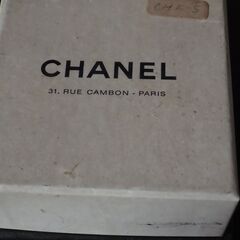 CHANEL
31, RUE CAMBON - PARIS